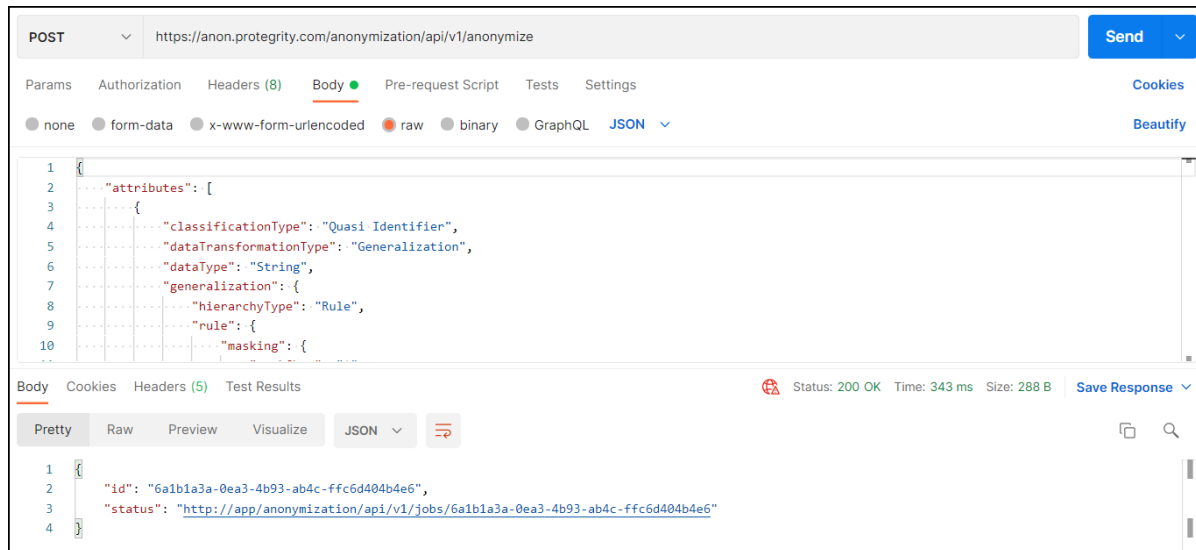 POST https://anon.protegrity.com/anonymization/api/v1/anonymize Send
Params Authorization Headers (8) Body Pre-request Script Tests Settings Cookies
none form-data x-www-form-urlencoded raw binary GraphQL JSON Beautify
1 {
2 "attributes": [
3 {
4 "classificationType": "Quasi Identifier",
5 "dataTransformationType": "Generalization",
6 "dataType": "String",
7 "generalization": {
8 "hierarchyType": "Rule",
9 "rule": {
10 "masking": {
Body Cookies Headers (5) Test Results Status: 200 OK Time: 343 ms Size: 288 B Save Response
Pretty Raw Preview Visualize JSON
1 {
2 "id": "6a1b1a3a-0ea3-4b93-ab4c-ffc6d404b4e6",
3 "status": "http://app/anonymization/api/v1/jobs/6a1b1a3a-0ea3-4b93-ab4c-ffc6d404b4e6"
4 }